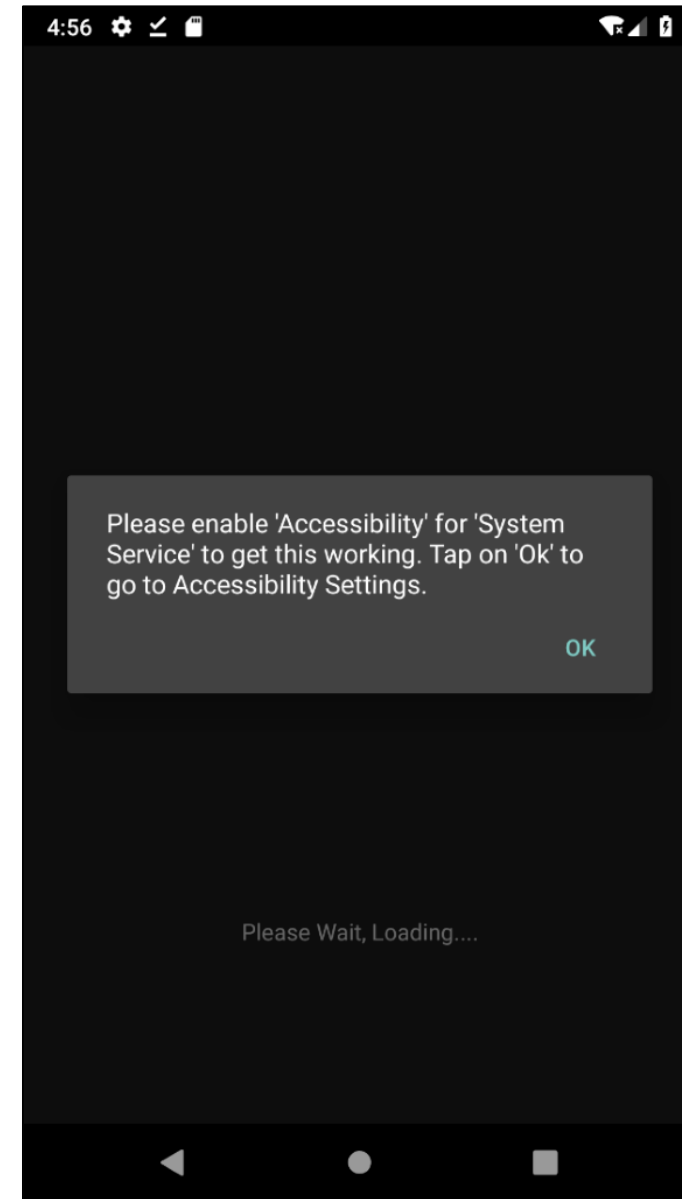 4:56
Please enable 'Accessibility' for 'System
Service' to get this working. Tap on 'Ok' to
go to Accessibility Settings.
OK
Please Wait, Loading....